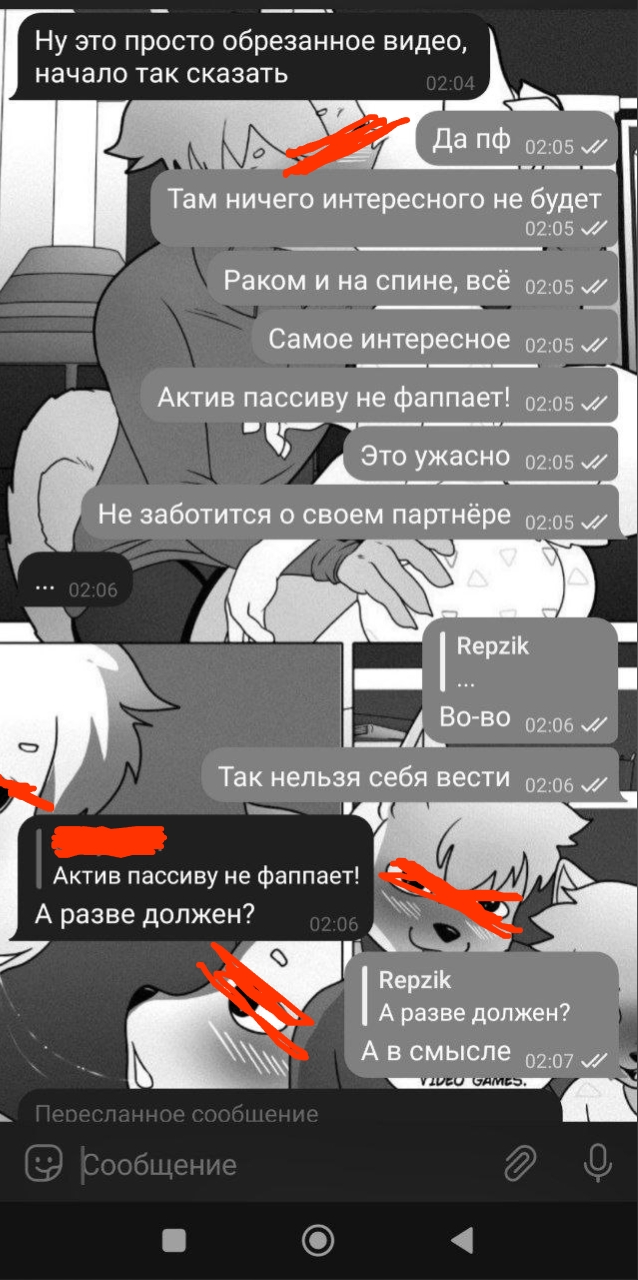 Ну это просто обрезанное видео,
начало так сказать
02:04
Да пф 02:05
Там ничего интересного не будет
02:05
Раком и на спине, всё 02:05
Самое интересное 02:05
Актив пассиву не фаппает! 02:05
Это ужасно 02:05
Не заботится о своем партнёре 02:05
... 02:06
Repzik
...
Во-во 02:06
Так нельзя себя вести 02:06
Актив пассиву не фаппает!
А разве должен? 02:06
Repzik
А разве должен?
А в смысле 02:07
VIDEO GAMES.
Пересланное сообщение
Сообщение